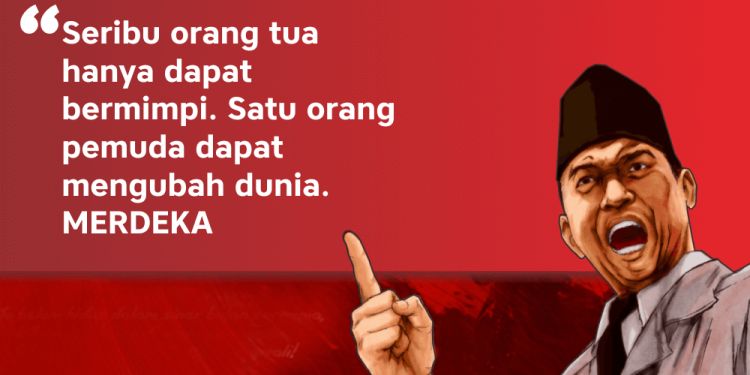 Seribu orang tua
hanya dapat
bermimpi. Satu orang
pemuda dapat
mengubah dunia.
MERDEKA